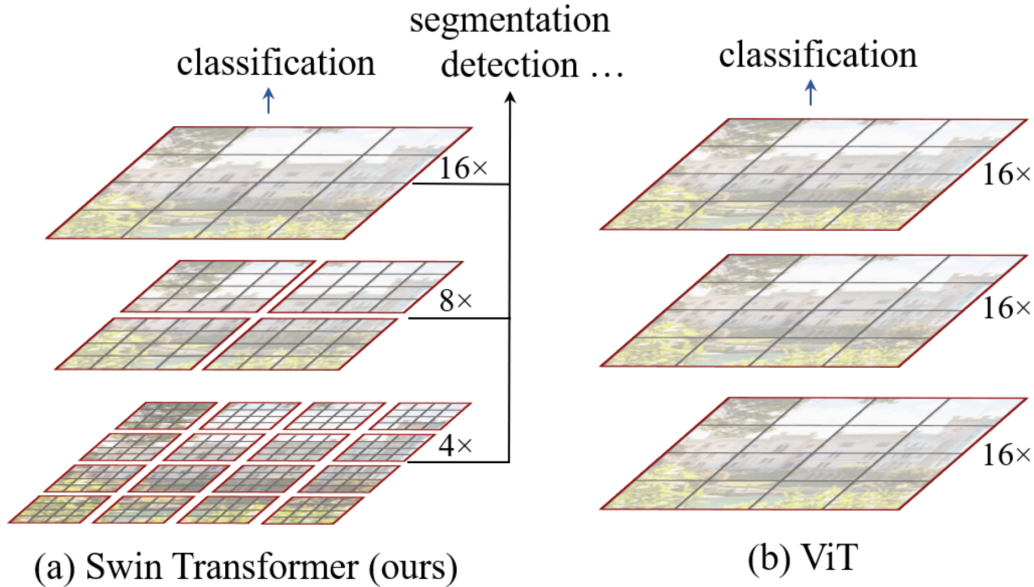 segmentation
classification
detection …
classification
16×
16×
8×
16×
4×
16×
(a) Swin Transformer (ours)
(b) ViT